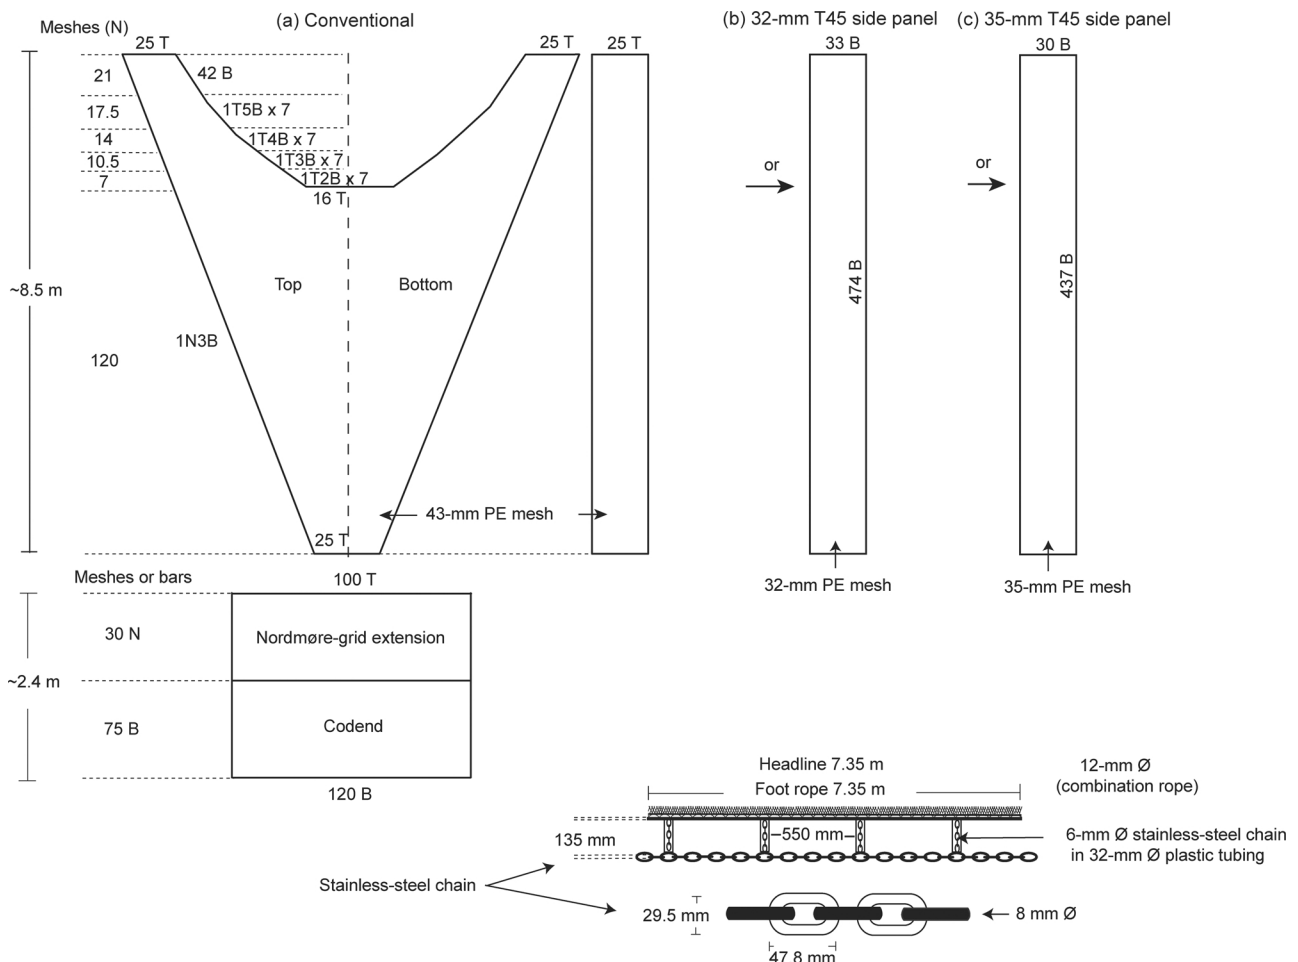 Meshes (N)
(a) Conventional
(b) 32-mm T45 side panel
(c) 35-mm T45 side panel
25 T
25 T
25 T
33 B
30 B
21
42 B
17.5
1T5B x 7
14
1T4B x 7
10.5
1T3B x 7
7
1T2B x 7
16 T
or
or
~8.5 m
Top
Bottom
474 B
437 B
1N3B
120
43-mm PE mesh
25 T
32-mm PE mesh
35-mm PE mesh
Meshes or bars
100 T
30 N
Nordmøre-grid extension
~2.4 m
75 B
Codend
120 B
Headline 7.35 m
Foot rope 7.35 m
12-mm Ø
(combination rope)
135 mm
550 mm
6-mm Ø stainless-steel chain
in 32-mm Ø plastic tubing
Stainless-steel chain
29.5 mm
8 mm Ø
47.8 mm